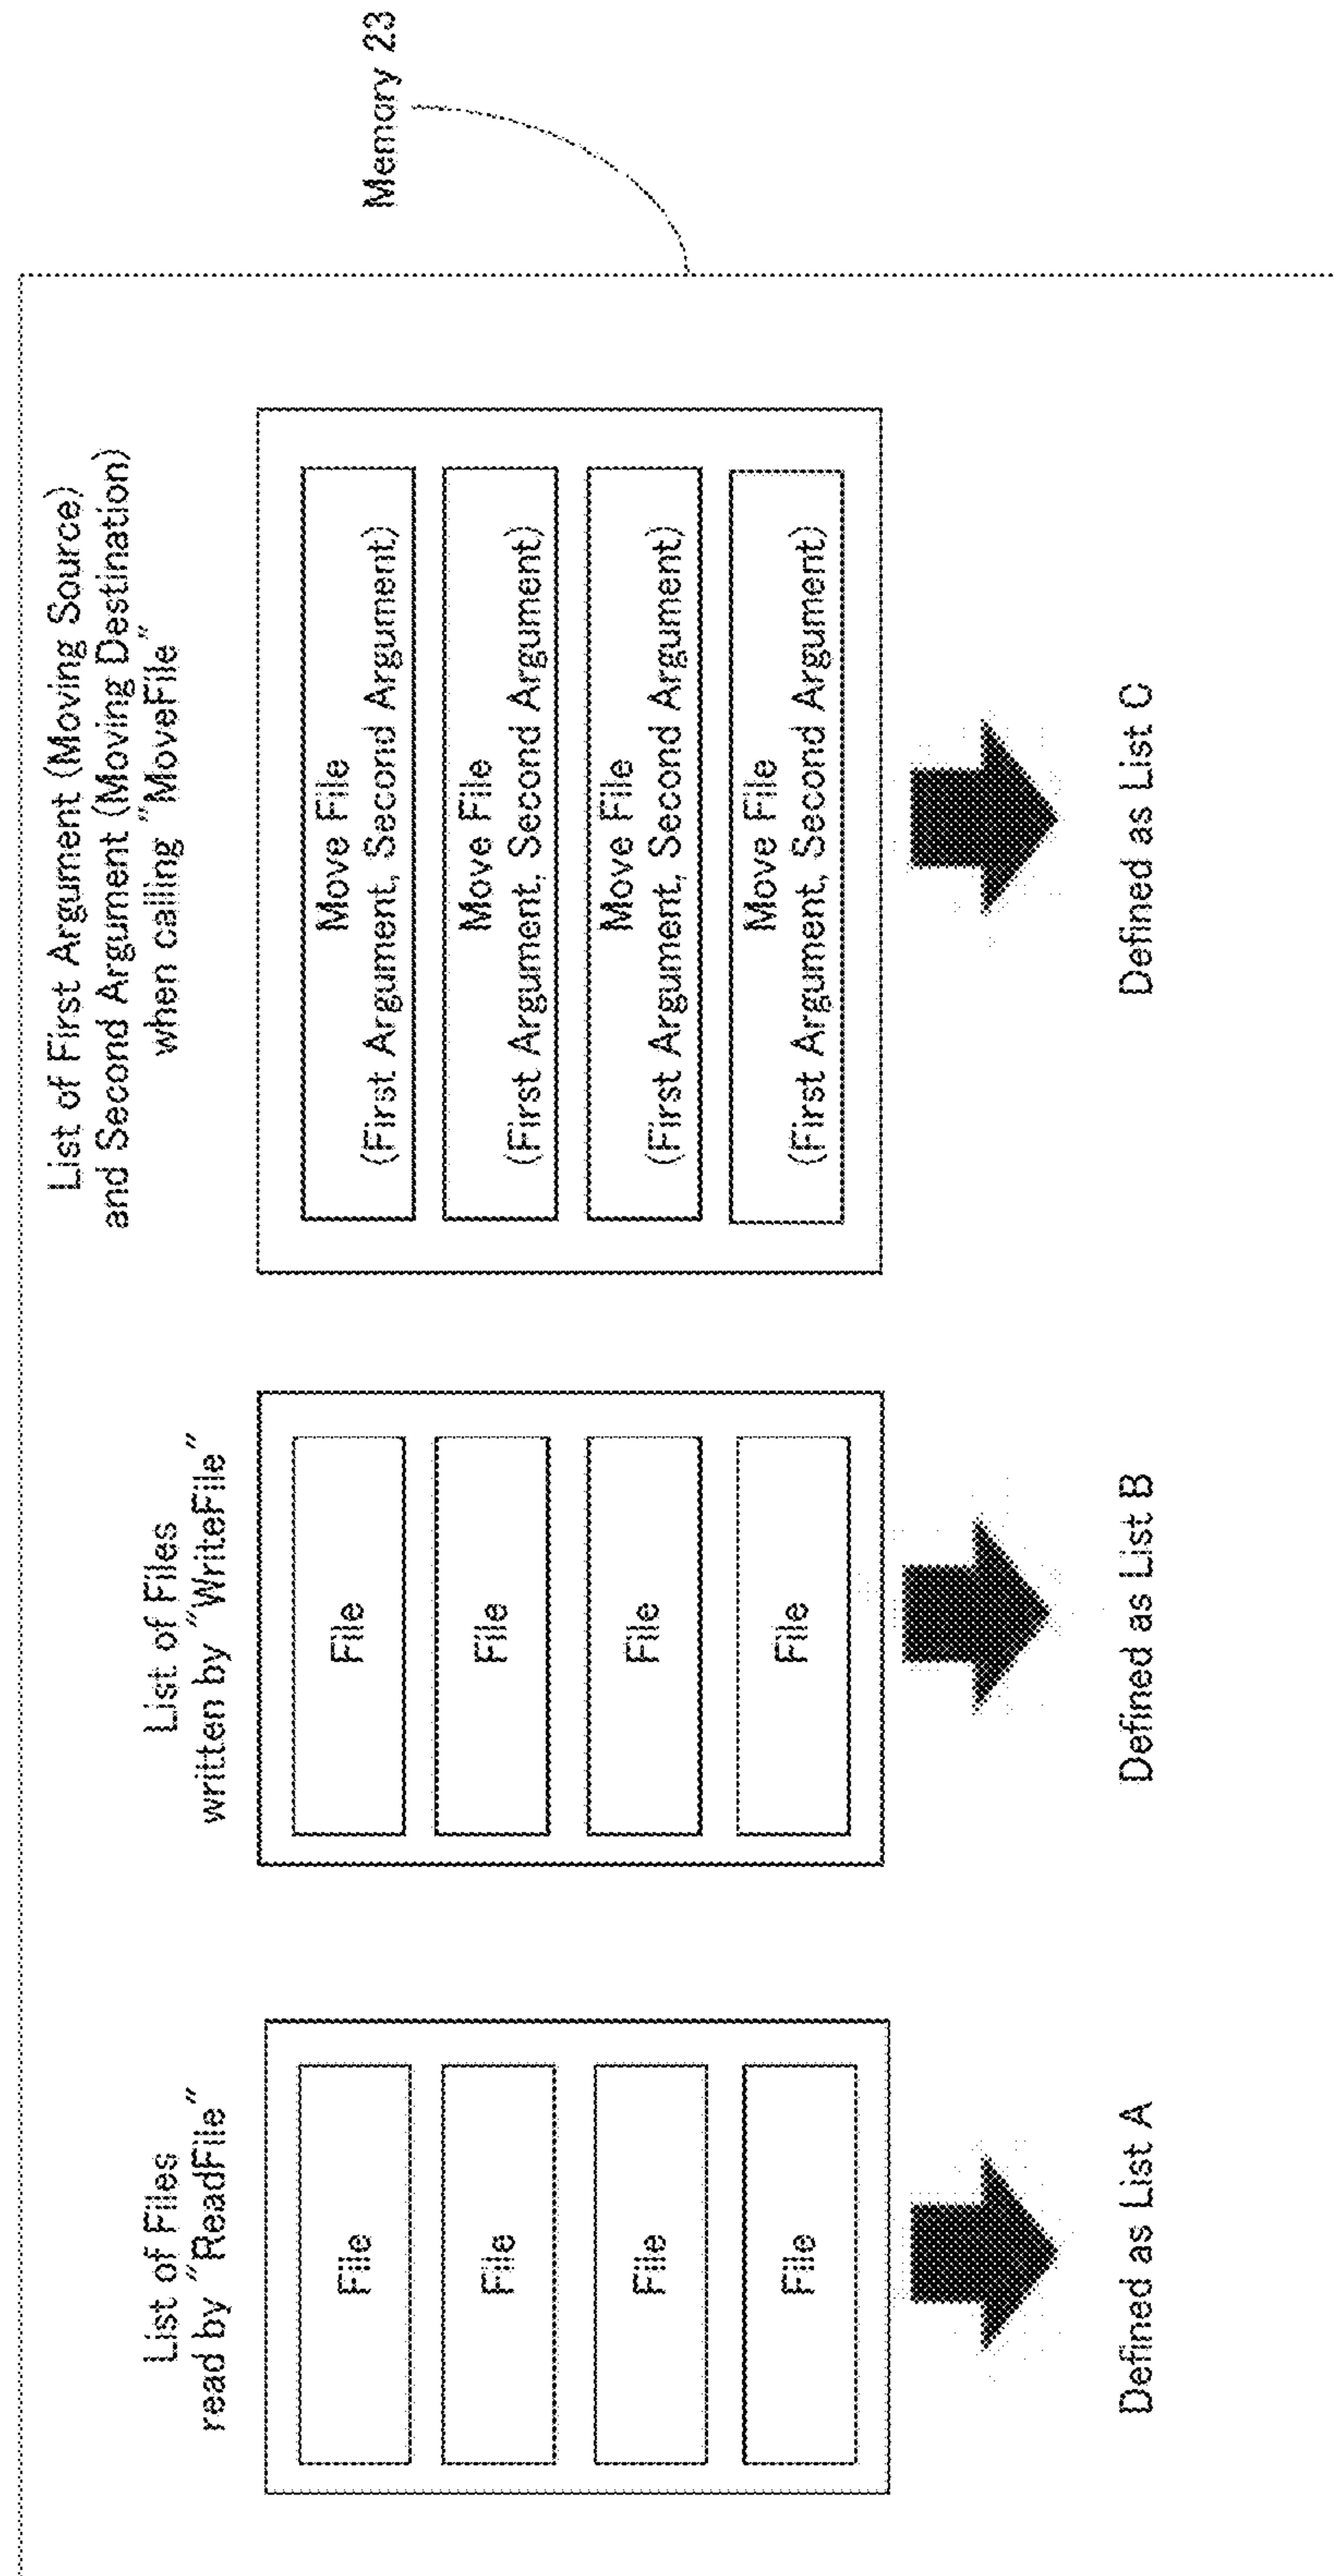 Memory 23
List of Files
read by "ReadFile"
File
File
File
File
Defined as List A
List of Files
written by "WriteFile"
File
File
File
File
Defined as List B
List of First Argument (Moving Source)
and Second Argument (Moving Destination)
when calling "MoveFile"
Move File
(First Argument, Second Argument)
Move File
(First Argument, Second Argument)
Move File
(First Argument, Second Argument)
Move File
(First Argument, Second Argument)
Defined as List C